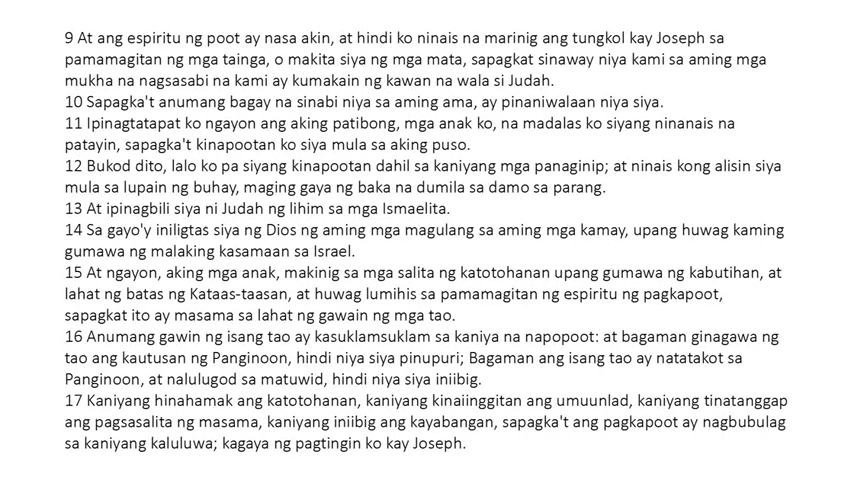 9 At ang espiritu ng poot ay nasa akin, at hindi ko ninais na marinig ang tungkol kay Joseph sa
pamamagitan ng mga tainga, o makita siya ng mga mata, sapagkat sinaway niya kami sa aming mga
mukha na nagsasabi na kami ay kumakain ng kawan na wala si Judah.
10 Sapagka't anumang bagay na sinabi niya sa aming ama, ay pinaniwalaan niya siya.
11 Ipinagtatapat ko ngayon ang aking patibong, mga anak ko, na madalas ko siyang ninanais na
patayin, sapagka't kinapootan ko siya mula sa aking puso.
12 Bukod dito, lalo ko pa siyang kinapootan dahil sa kaniyang mga panaginip; at ninais kong alisin siya
mula sa lupain ng buhay, maging gaya ng baka na dumila sa damo sa parang.
13 At ipinagbili siya ni Judah ng lihim sa mga Ismaelita.
14 Sa gayo'y iniligtas siya ng Dios ng aming mga magulang sa aming mga kamay, upang huwag kaming
gumawa ng malaking kasamaan sa Israel.
15 At ngayon, aking mga anak, makinig sa mga salita ng katotohanan upang gumawa ng kabutihan, at
lahat ng batas ng Kataas-taasan, at huwag lumihis sa pamamagitan ng espiritu ng pagkapoot,
sapagkat ito ay masama sa lahat ng gawain ng mga tao.
16 Anumang gawin ng isang tao ay kasuklamsuklam sa kaniya na napopoot: at bagaman ginagawa ng
tao ang kautusan ng Panginoon, hindi niya siya pinupuri; Bagaman ang isang tao ay natatakot sa
Panginoon, at nalulugod sa matuwid, hindi niya siya iniibig.
17 Kaniyang hinahamak ang katotohanan, kaniyang kinaiinggitan ang umuunlad, kaniyang tinatanggap
ang pagsasalita ng masama, kaniyang iniibig ang kayabangan, sapagka't ang pagkapoot ay nagbubulag
sa kaniyang kaluluwa; kagaya ng pagtingin ko kay Joseph.